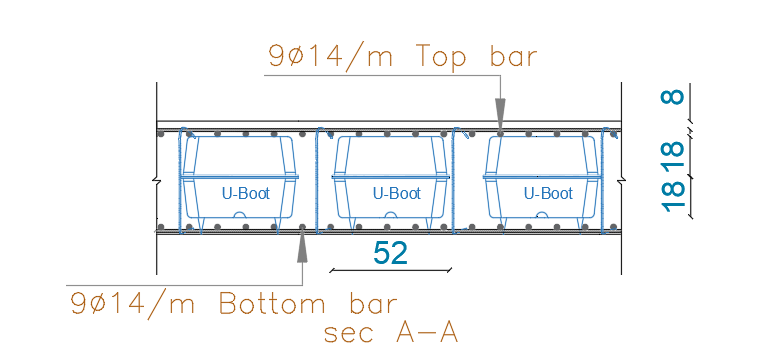 9ø14/m Top bar
8
18
18
U-Boot U-Boot U-Boot
52
9ø14/m Bottom bar
sec A-A